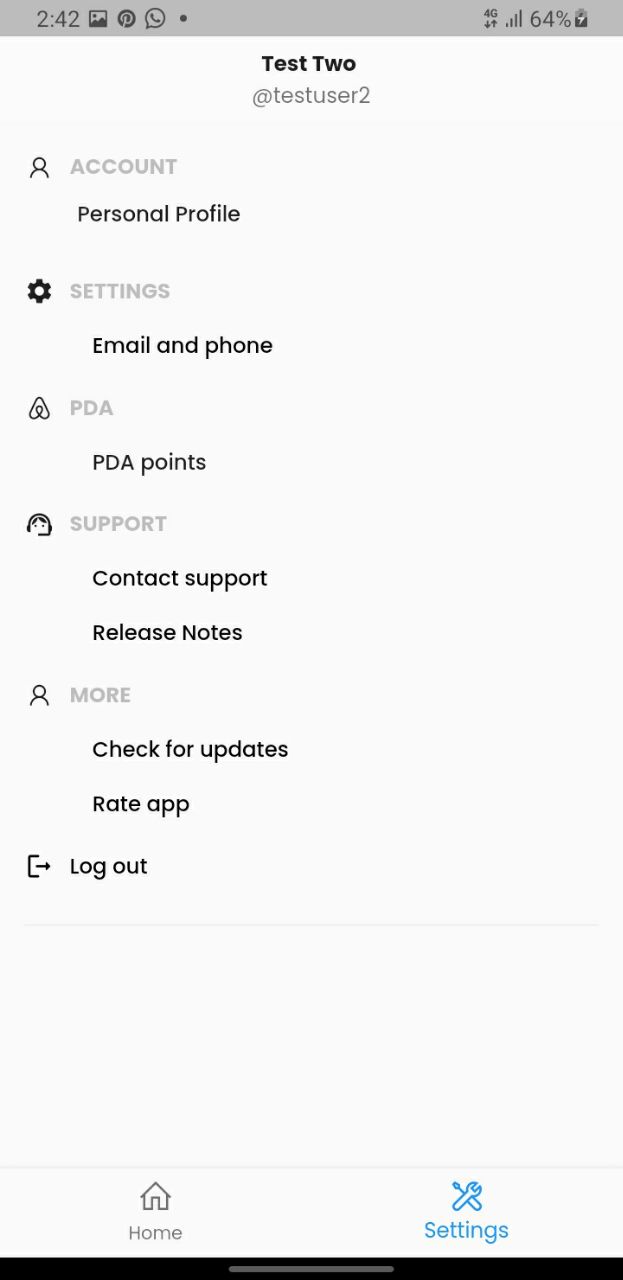 2:42 4G 64%
Test Two
@testuser2
ACCOUNT
Personal Profile
SETTINGS
Email and phone
PDA
PDA points
SUPPORT
Contact support
Release Notes
MORE
Check for updates
Rate app
Log out
Home
Settings